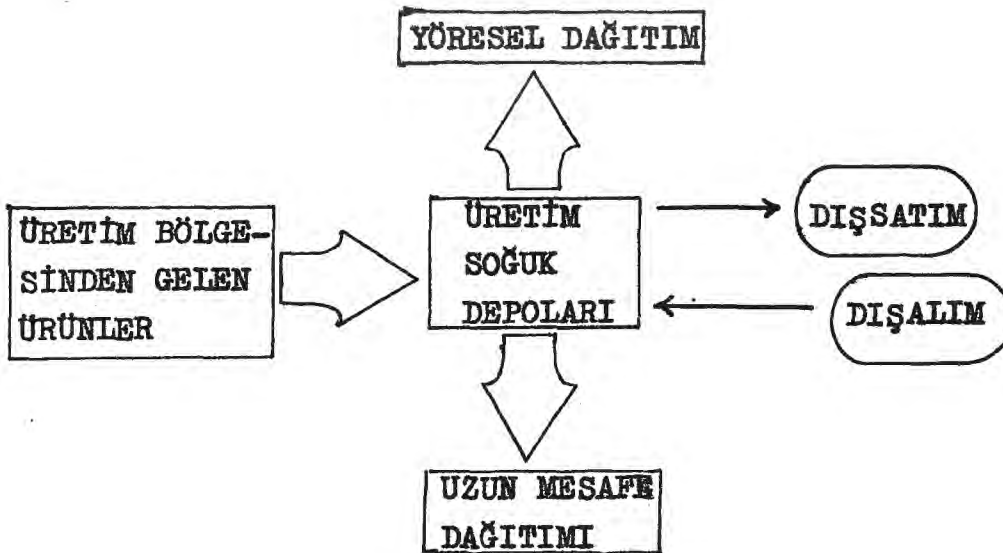 YÖRESEL DAĞITIM
ÜRETİM BÖLGE-
SİNDEN GELEN
ÜRÜNLER
ÜRETİM
SOĞUK
DEPOLARI
DIŞSATIM
DIŞALIM
UZUN MESAFE
DAĞITIMI